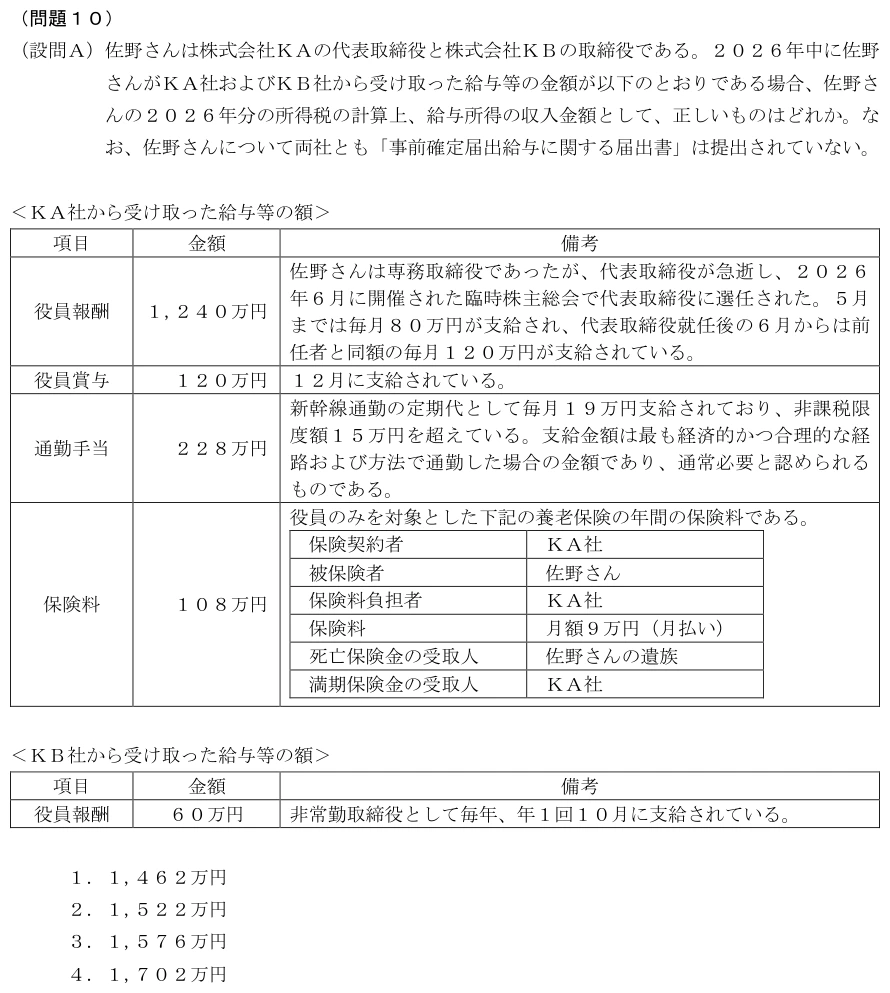 （問題１０）
（設問Ａ）佐野さんは株式会社ＫＡの代表取締役と株式会社ＫＢの取締役である。２０２６年中に佐野
さんがＫＡ社およびＫＢ社から受け取った給与等の金額が以下のとおりである場合、佐野さ
んの２０２６年分の所得税の計算上、給与所得の収入金額として、正しいものはどれか。な
お、佐野さんについて両社とも「事前確定届出給与に関する届出書」は提出されていない。
＜ＫＡ社から受け取った給与等の額＞
項目 金額 備考
役員報酬 １，２４０万円 佐野さんは専務取締役であったが、代表取締役が急逝し、２０２６
年６月に開催された臨時株主総会で代表取締役に選任された。５月
までは毎月８０万円が支給され、代表取締役就任後の６月からは前
任者と同額の毎月１２０万円が支給されている。
役員賞与 １２０万円 １２月に支給されている。
通勤手当 ２２８万円 新幹線通勤の定期代として毎月１９万円支給されており、非課税限
度額１５万円を超えている。支給金額は最も経済的かつ合理的な経
路および方法で通勤した場合の金額であり、通常必要と認められる
ものである。
保険料 １０８万円 役員のみを対象とした下記の養老保険の年間の保険料である。
保険契約者 ＫＡ社
被保険者 佐野さん
保険料負担者 ＫＡ社
保険料 月額９万円（月払い）
死亡保険金の受取人 佐野さんの遺族
満期保険金の受取人 ＫＡ社
＜ＫＢ社から受け取った給与等の額＞
項目 金額 備考
役員報酬 ６０万円 非常勤取締役として毎年、年１回１０月に支給されている。
１．１，４６２万円
２．１，５２２万円
３．１，５７６万円
４．１，７０２万円